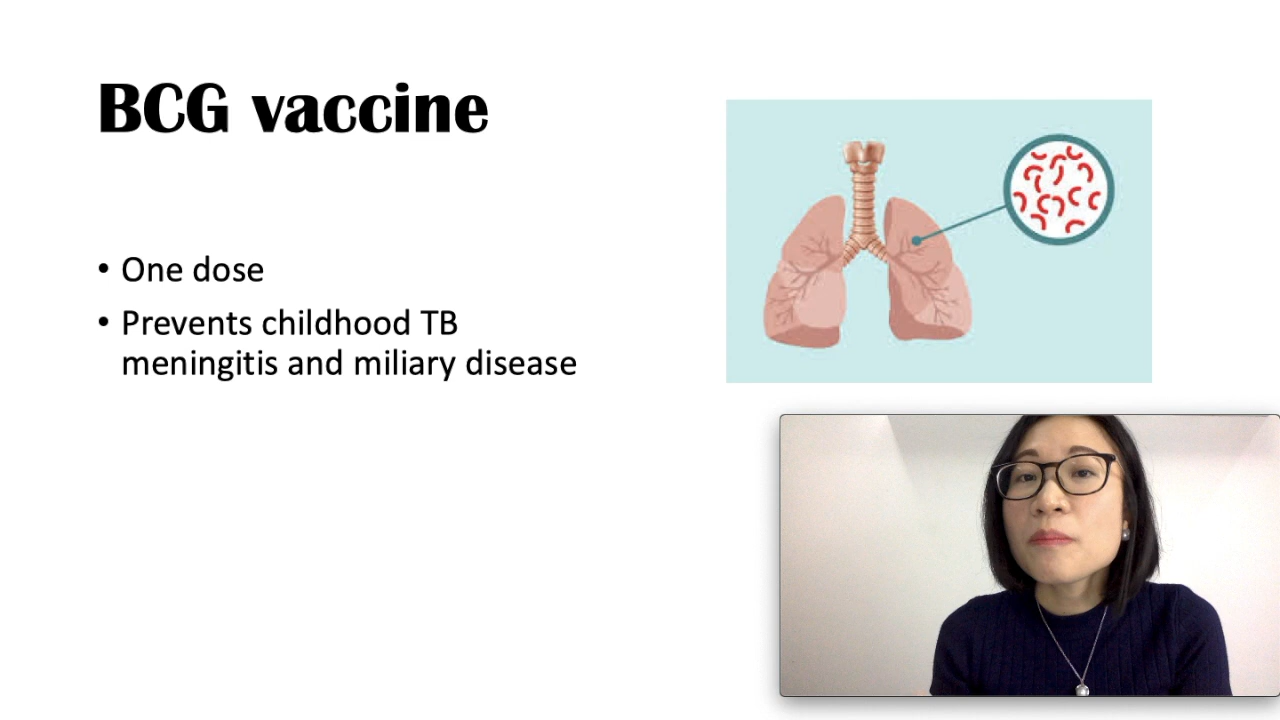 BCG vaccine
• One dose
• Prevents childhood TB
meningitis and miliary disease